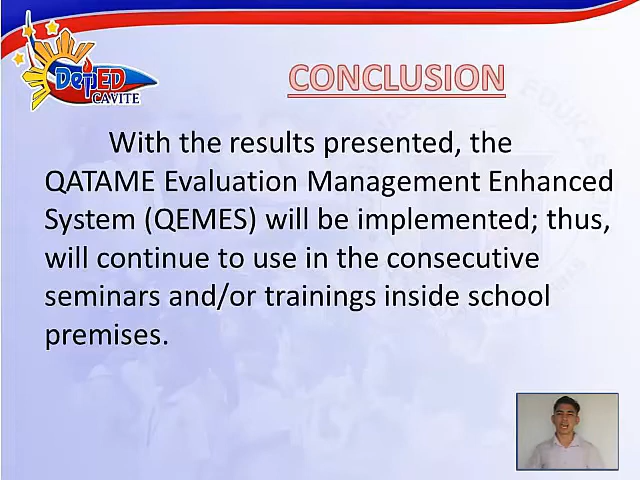 DepED
CAVITE
CONCLUSION
With the results presented, the
QATAME Evaluation Management Enhanced
System (QEMES) will be implemented; thus,
will continue to use in the consecutive
seminars and/or trainings inside school
premises.